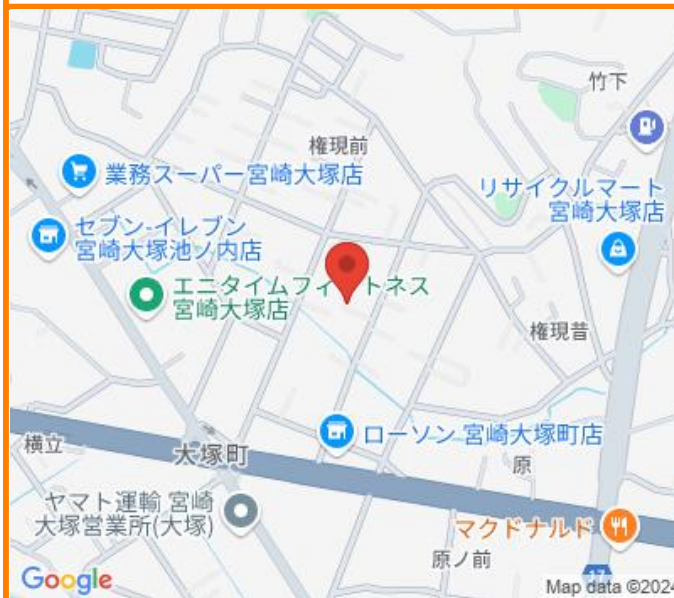 竹下
権現前
業務スーパー宮崎大塚店
リサイクルマート
宮崎大塚店
セブン-イレブン
宮崎大塚池ノ内店
エニタイムフィットネス
宮崎大塚店
権現昔
ローソン 宮崎大塚町店
横立
大塚町
原
ヤマト運輸 宮崎
大塚営業所(大塚)
マクドナルド
原ノ前
17
Google
Map data ©2024